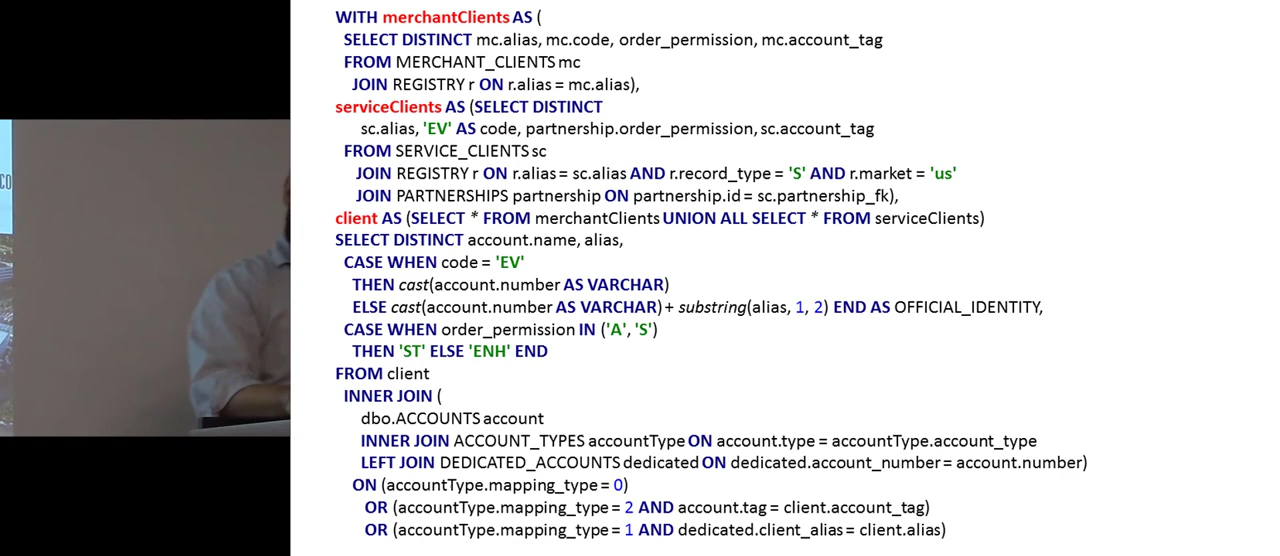 WITH merchantClients AS (
SELECT DISTINCT mc.alias, mc.code, order_permission, mc.account_tag
FROM MERCHANT_CLIENTS mc
JOIN REGISTRY r ON r.alias = mc.alias),
serviceClients AS (SELECT DISTINCT
sc.alias, 'EV' AS code, partnership.order_permission, sc.account_tag
FROM SERVICE_CLIENTS sc
JOIN REGISTRY r ON r.alias = sc.alias AND r.record_type = 'S' AND r.market = 'us'
JOIN PARTNERSHIPS partnership ON partnership.id = sc.partnership_fk),
client AS (SELECT * FROM merchantClients UNION ALL SELECT * FROM serviceClients)
SELECT DISTINCT account.name, alias,
CASE WHEN code = 'EV'
THEN cast(account.number AS VARCHAR)
ELSE cast(account.number AS VARCHAR) + substring(alias, 1, 2) END AS OFFICIAL_IDENTITY,
CASE WHEN order_permission IN ('A', 'S')
THEN 'ST' ELSE 'ENH' END
FROM client
INNER JOIN (
dbo.ACCOUNTS account
INNER JOIN ACCOUNT_TYPES accountType ON account.type = accountType.account_type
LEFT JOIN DEDICATED_ACCOUNTS dedicated ON dedicated.account_number = account.number)
ON (accountType.mapping_type = 0)
OR (accountType.mapping_type = 2 AND account.tag = client.account_tag)
OR (accountType.mapping_type = 1 AND dedicated.client_alias = client.alias)